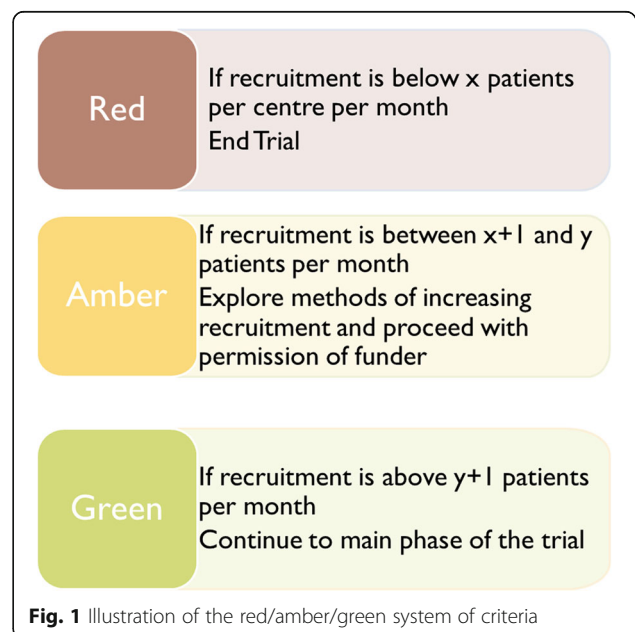 Red
If recruitment is below x patients
per centre per month
End Trial
Amber
If recruitment is between x+1 and y
patients per month
Explore methods of increasing
recruitment and proceed with
permission of funder
Green
If recruitment is above y+1 patients
per month
Continue to main phase of the trial
Fig. 1 Illustration of the red/amber/green system of criteria